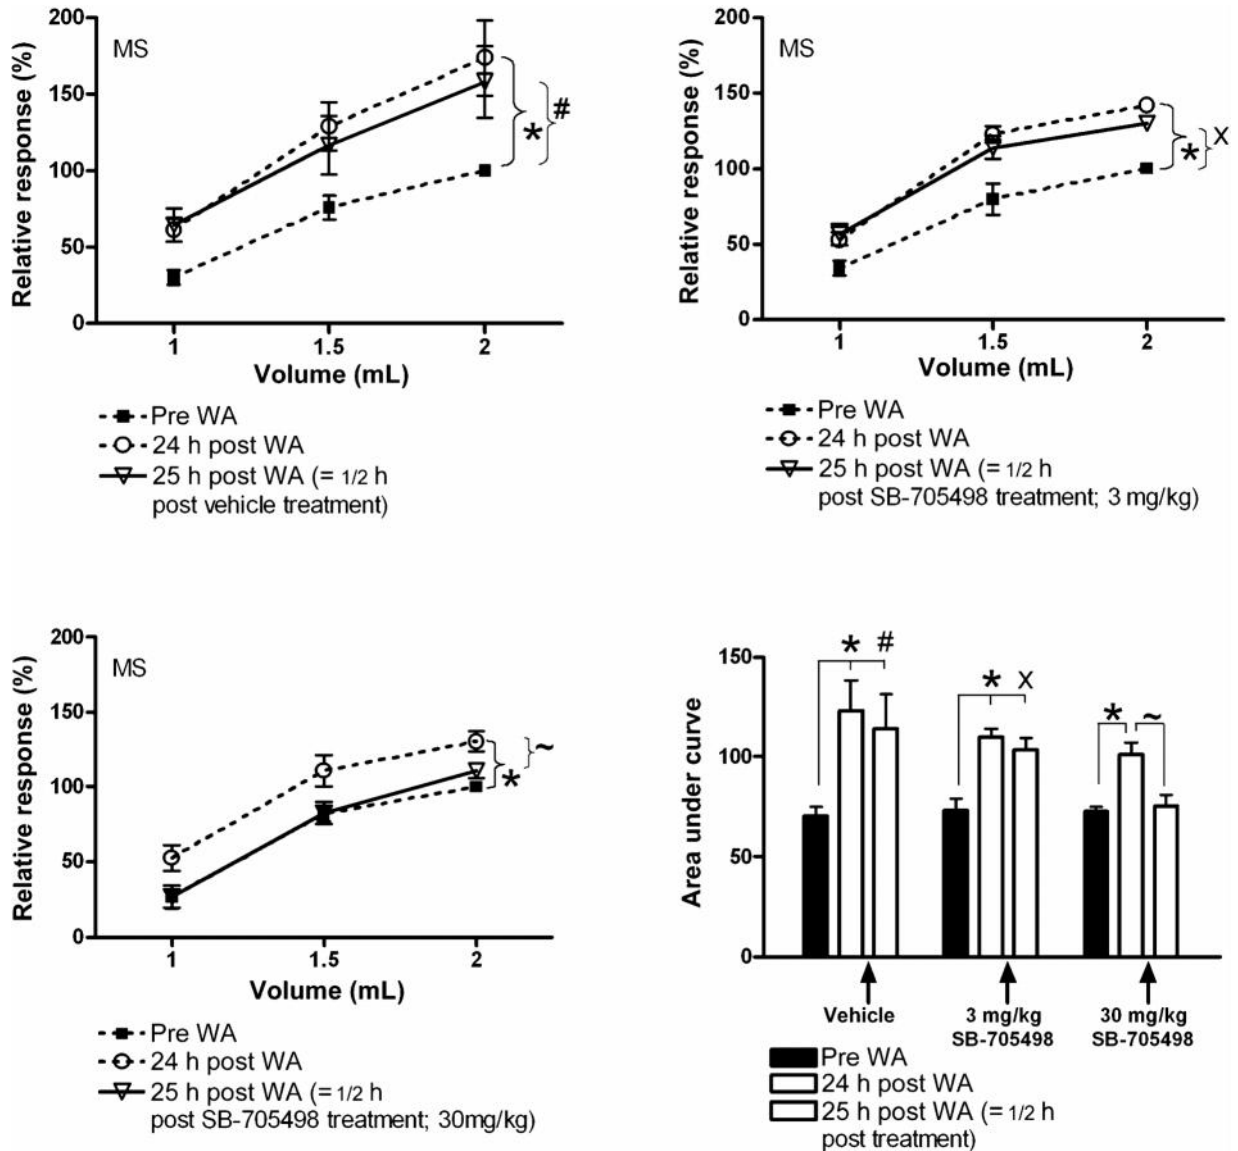 MS
Relative response (%)
200
150
100
50
0
*
#
1
1.5
2
Volume (mL)
Pre WA
24 h post WA
25 h post WA (= 1/2 h
post vehicle treatment)
MS
Relative response (%)
200
150
100
50
0
*
X
1
1.5
2
Volume (mL)
Pre WA
24 h post WA
25 h post WA (= 1/2 h
post SB-705498 treatment; 3 mg/kg)
MS
Relative response (%)
200
150
100
50
0
*
~
1
1.5
2
Volume (mL)
Pre WA
24 h post WA
25 h post WA (= 1/2 h
post SB-705498 treatment; 30mg/kg)
Area under curve
150
100
50
0
* #
* X
* ~
Vehicle
3 mg/kg
SB-705498
30 mg/kg
SB-705498
Pre WA
24 h post WA
25 h post WA (= 1/2 h
post treatment)